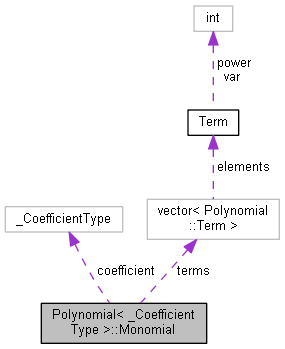 int
power
var
Term
elements
_CoefficientType
vector< Polynomial
::Term >
coefficient
terms
Polynomial< _Coefficient
Type >::Monomial